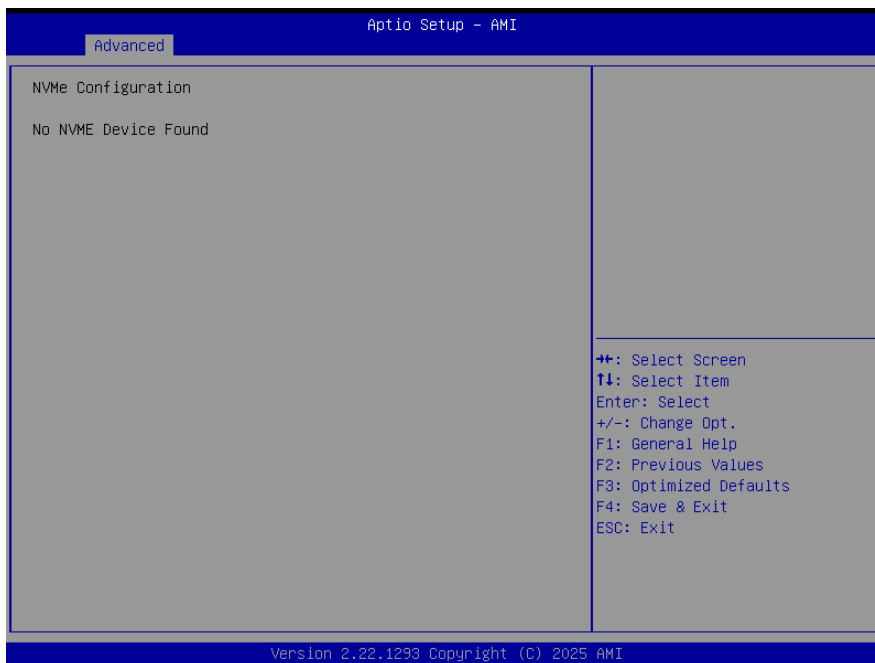 Aptio Setup – AMI
Advanced
NVMe Configuration
No NVME Device Found
→←: Select Screen
↑↓: Select Item
Enter: Select
+/-: Change Opt.
F1: General Help
F2: Previous Values
F3: Optimized Defaults
F4: Save & Exit
ESC: Exit
Version 2.22.1293 Copyright (C) 2025 AMI